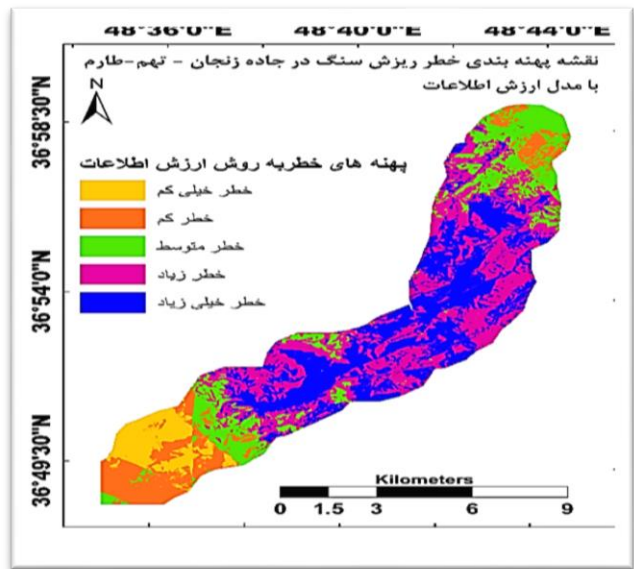 48°36'0"E 48°40'0"E 48°44'0"E
نقشه پهنه بندی خطر ریزش سنگ در جاده زنجان - تهم-طارم
با مدل ارزش اطلاعات
N
36°58'30"N
پهنه های خطربه روش ارزش اطلاعات
خطر خیلی کم
خطر کم
خطر متوسط
خطر زیاد
خطر خیلی زیاد
36°54'0"N
36°49'30"N
Kilometers
0 1.5 3 6 9